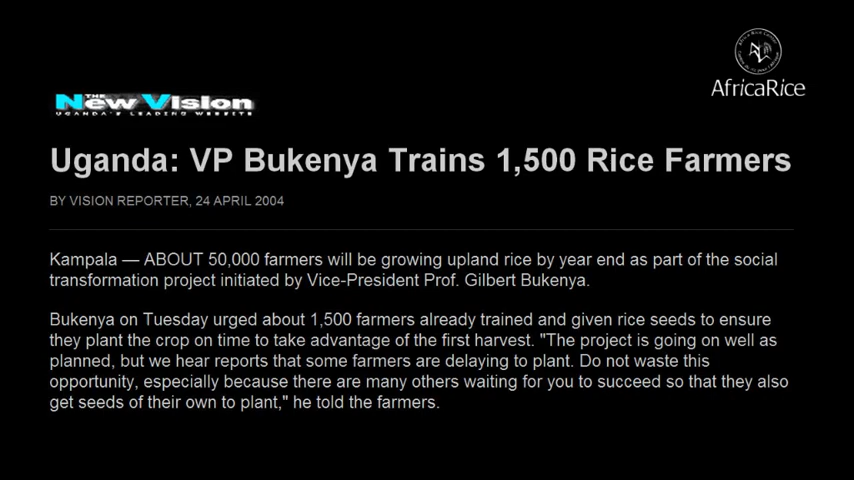 AfricaRice
THE
New Vision
UGANDA'S LEADING WEBSITE
Uganda: VP Bukenya Trains 1,500 Rice Farmers
BY VISION REPORTER, 24 APRIL 2004
Kampala — ABOUT 50,000 farmers will be growing upland rice by year end as part of the social
transformation project initiated by Vice-President Prof. Gilbert Bukenya.
Bukenya on Tuesday urged about 1,500 farmers already trained and given rice seeds to ensure
they plant the crop on time to take advantage of the first harvest. "The project is going on well as
planned, but we hear reports that some farmers are delaying to plant. Do not waste this
opportunity, especially because there are many others waiting for you to succeed so that they also
get seeds of their own to plant," he told the farmers.